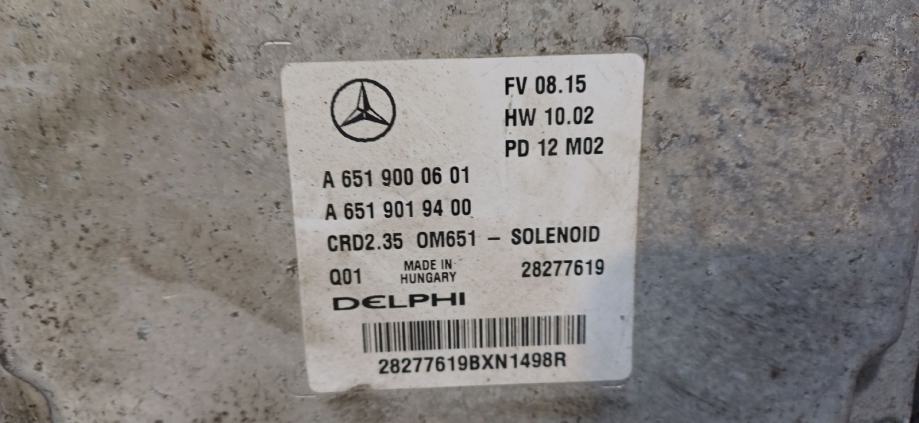 FV 08.15
HW 10.02
PD 12 M02
A 651 900 06 01
A 651 901 94 00
CRD2.35 OM651 – SOLENOID
Q01 MADE IN HUNGARY 28277619
DELPHI
28277619BXN1498R